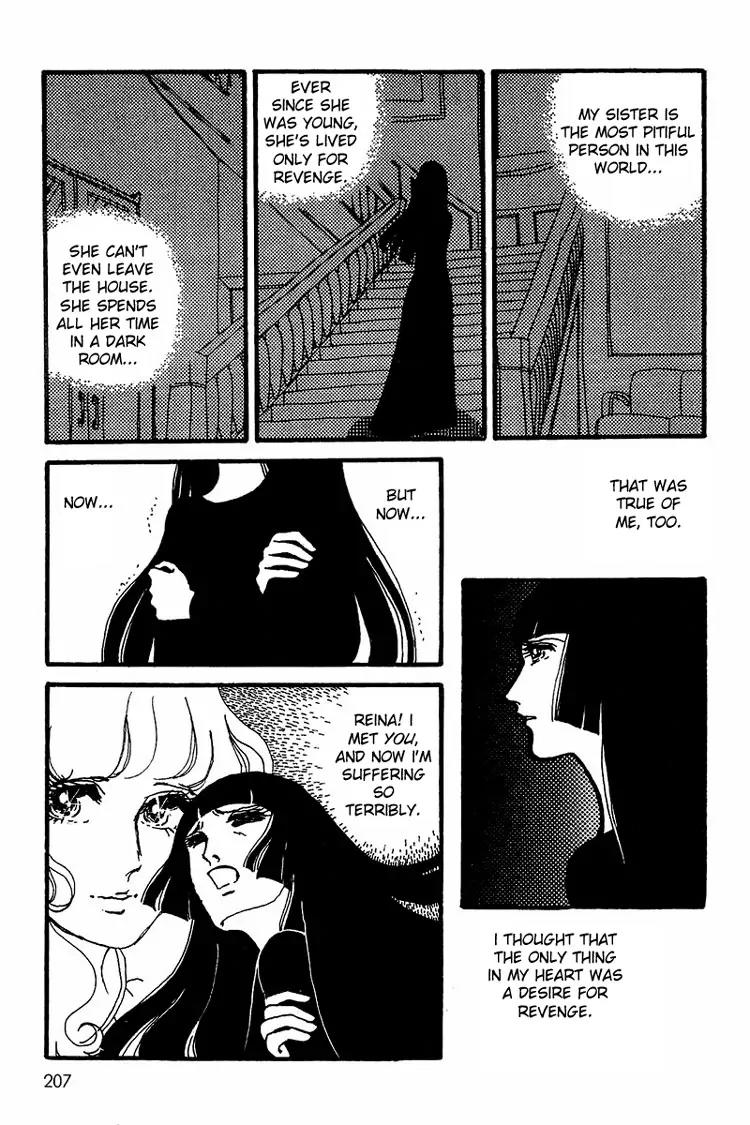 MY SISTER IS
THE MOST PITIFUL
PERSON IN THIS
WORLD...
EVER
SINCE SHE
WAS YOUNG,
SHE'S LIVED
ONLY FOR
REVENGE.
SHE CAN'T
EVEN LEAVE
THE HOUSE.
SHE SPENDS
ALL HER TIME
IN A DARK
ROOM...
THAT WAS
TRUE OF
ME, TOO.
I THOUGHT THAT
THE ONLY THING
IN MY HEART WAS
A DESIRE FOR
REVENGE.
BUT
NOW...
NOW...
REINA! I
MET YOU,
AND NOW I'M
SUFFERING
SO
TERRIBLY.
207